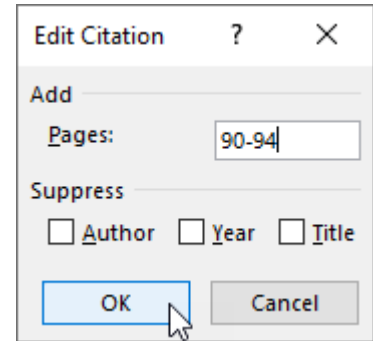 Edit Citation ? ×
Add
Pages: 90-94
Suppress
Author Year Title
OK Cancel